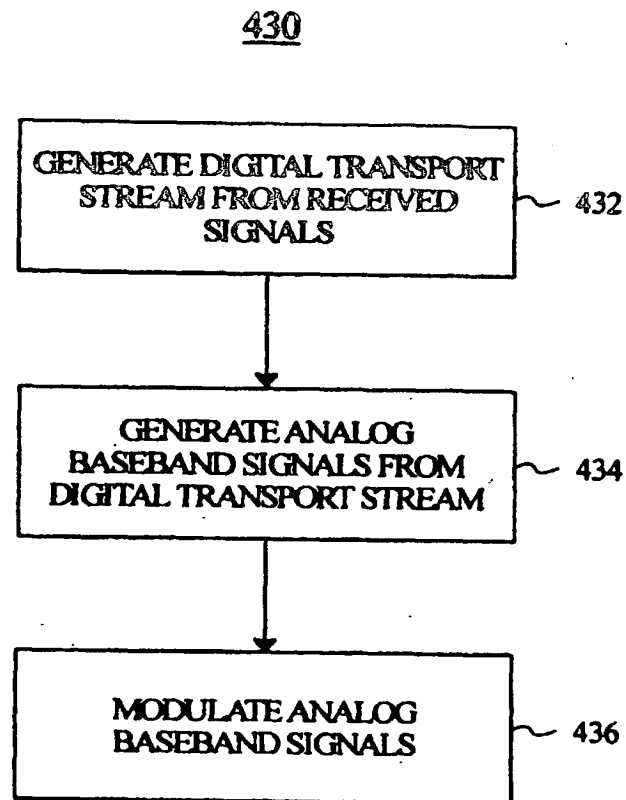 430
GENERATE DIGITAL TRANSPORT
STREAM FROM RECEIVED
SIGNALS
432
GENERATE ANALOG
BASEBAND SIGNALS FROM
DIGITAL TRANSPORT STREAM
434
MODULATE ANALOG
BASEBAND SIGNALS
436